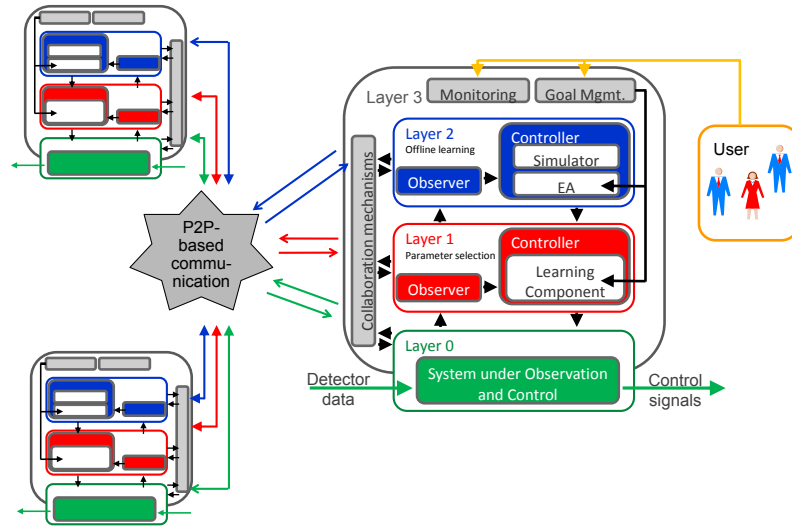 Layer 3
Monitoring
Goal Mgmt.
User
Collaboration mechanisms
Layer 2
Offline learning
Observer
Controller
Simulator
EA
P2P-
based
commu-
nication
Layer 1
Parameter selection
Observer
Controller
Learning
Component
Layer 0
System under Observation
and Control
Detector
data
Control
signals